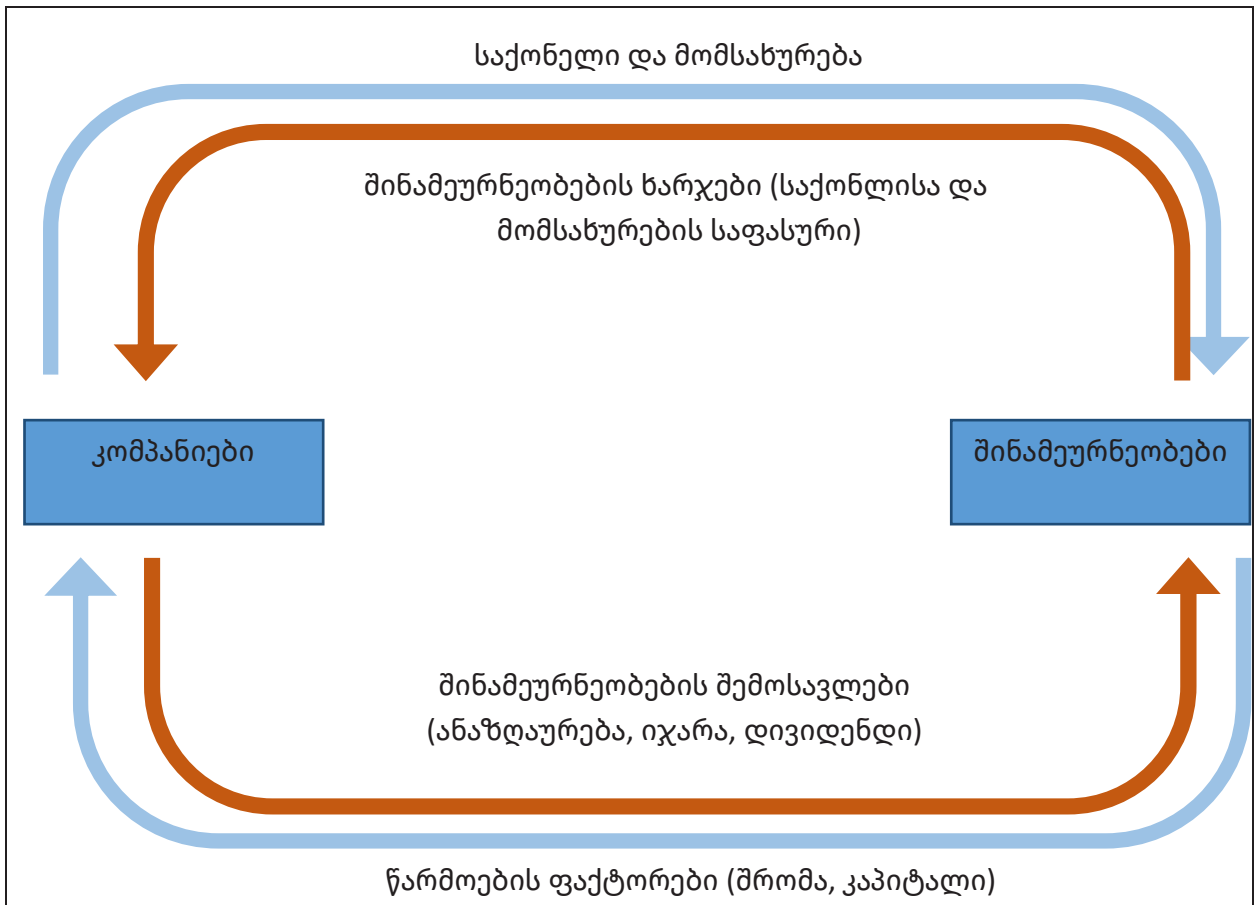 საქონელი და მომსახურება
შინამეურნეობების ხარჯები (საქონლისა და
მომსახურების საფასური)
კომპანიები
შინამეურნეობები
შინამეურნეობების შემოსავლები
(ანაზღაურება, იჯარა, დივიდენდი)
წარმოების ფაქტორები (შრომა, კაპიტალი)